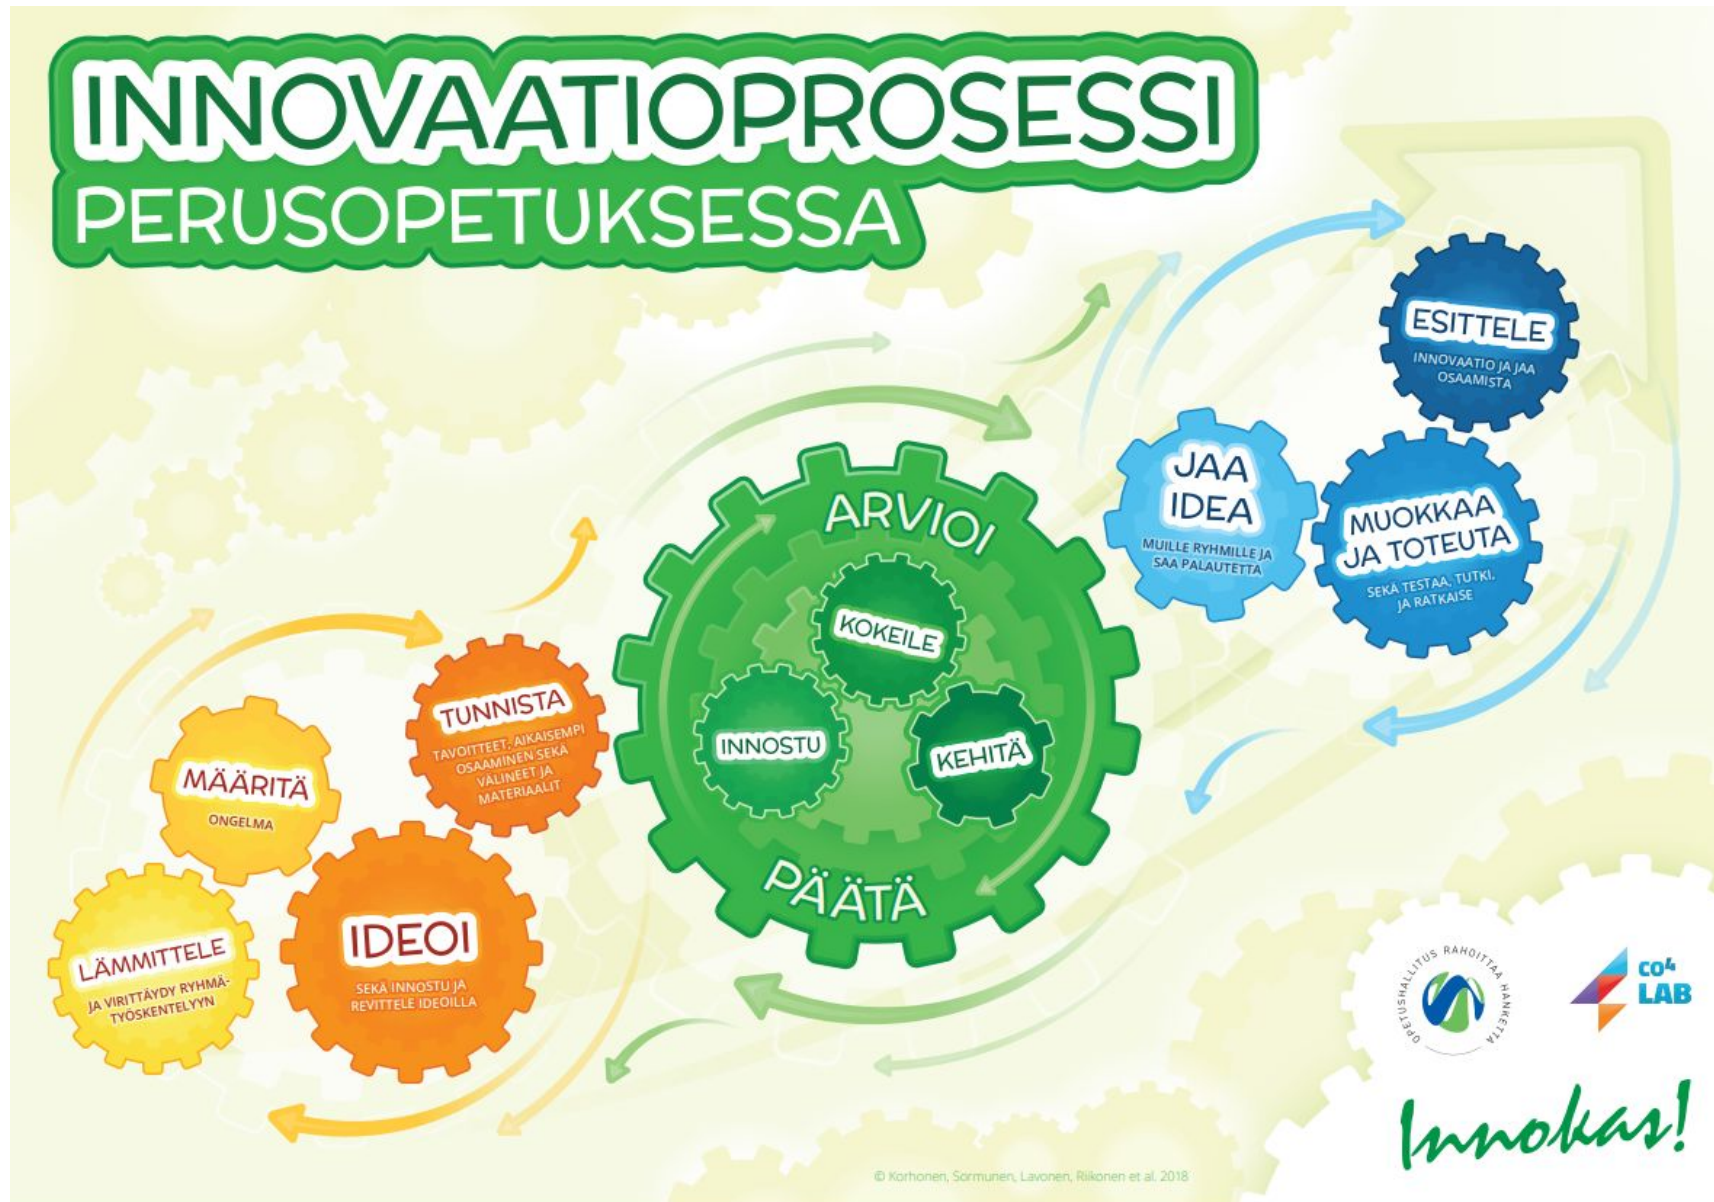 INNOVAATIOPROSESSI
PERUSOPETUKSESSA
LÄMMITTELE
JA VIRITTÄYDY RYHMÄ-
TYÖSKENTELYYN
MÄÄRITÄ
ONGELMA
IDEOI
SEKÄ INNOSTU JA
REVITTELE IDEOILLA
TUNNISTA
TAVOITTEET, AIKAISEMPI
OSAAMINEN SEKÄ
VÄLINEET JA
MATERIAALIT
ARVIOI
KOKEILE
INNOSTU
KEHITÄ
PÄÄTÄ
JAA
IDEA
MUILLE RYHMILLE JA
SAA PALAUTETTA
MUOKKAA
JA TOTEUTA
SEKÄ TESTAA, TUTKI,
JA RATKAISE
ESITTELE
INNOVAATIO JA JAA
OSAAMISTA
OPETUSHALLITUS RAHOITTAA HANKETTA
CO4
LAB
Innokas!
© Korhonen, Sormunen, Lavonen, Riikonen et al. 2018